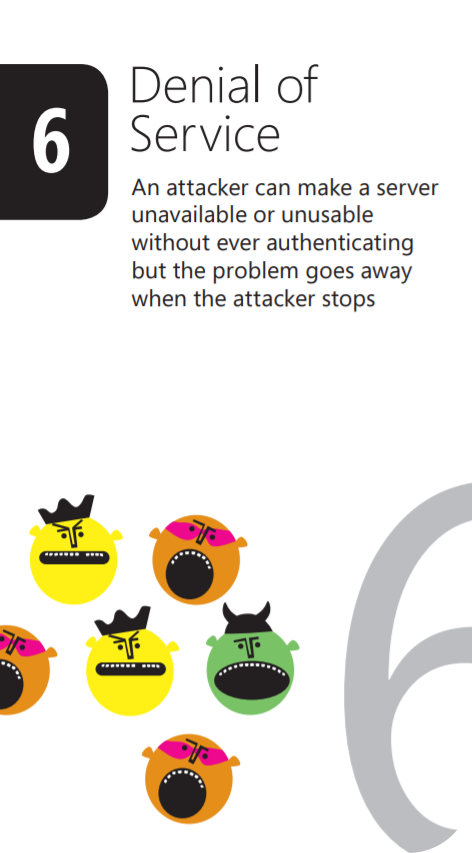 6
Denial of
Service
An attacker can make a server
unavailable or unusable
without ever authenticating
but the problem goes away
when the attacker stops
6